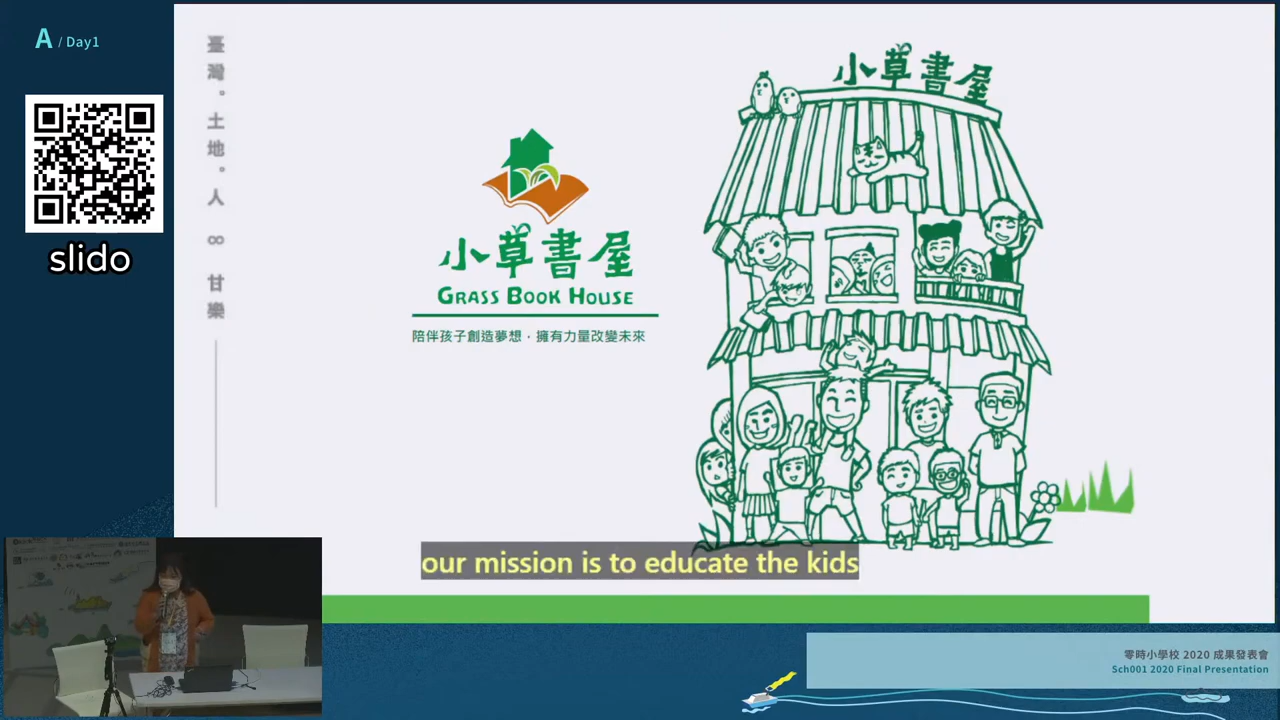 A / Day1
slido
臺灣。土地。人 ∞ 甘樂
小草書屋
GRASS BOOK HOUSE
陪伴孩子創造夢想，擁有力量改變未來
小草書屋
our mission is to educate the kids
零時小學校 2020 成果發表會
Sch001 2020 Final Presentation